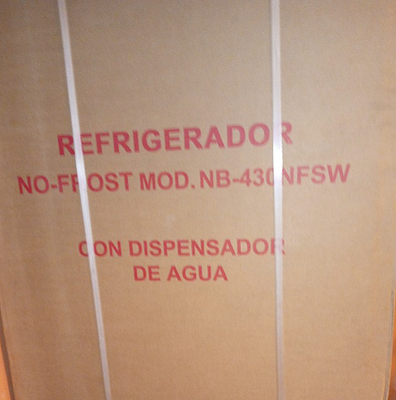 REFRIGERADOR
NO-FROST MOD. NB-430NFSW
CON DISPENSADOR
DE AGUA